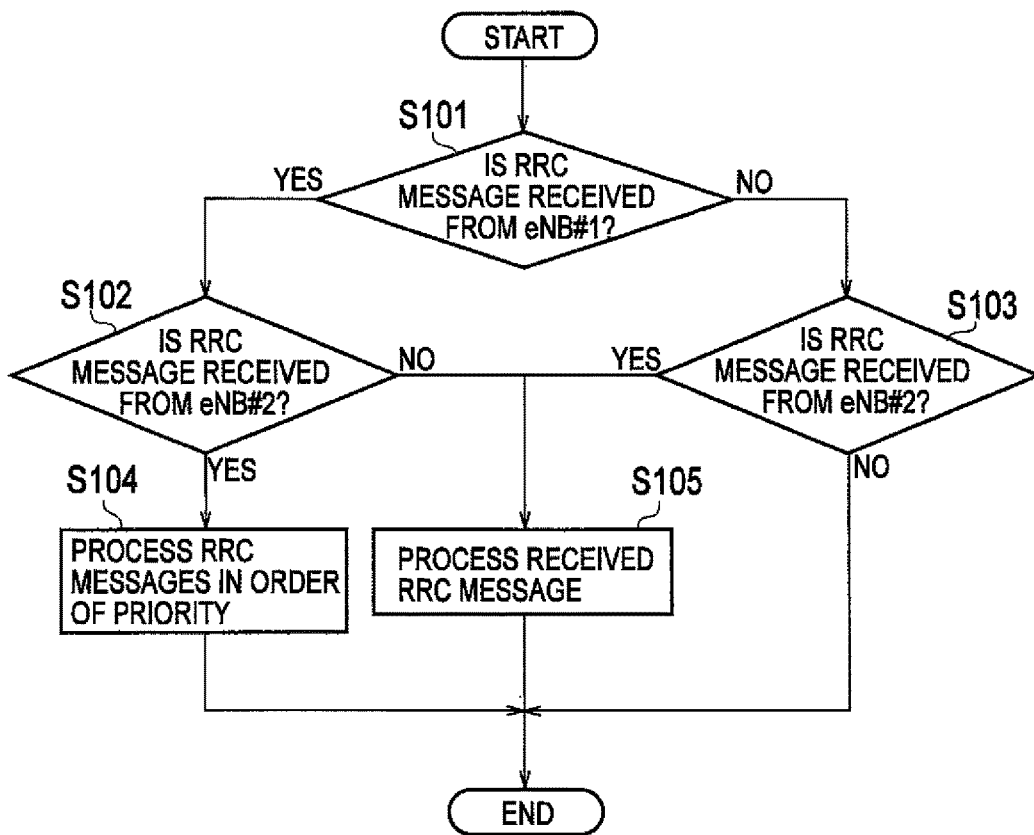 START
S101
IS RRC
MESSAGE RECEIVED
FROM eNB#1?
YES
NO
S102
IS RRC
MESSAGE RECEIVED
FROM eNB#2?
NO
YES
S103
IS RRC
MESSAGE RECEIVED
FROM eNB#2?
YES
NO
S104
PROCESS RRC
MESSAGES IN ORDER
OF PRIORITY
S105
PROCESS RECEIVED
RRC MESSAGE
END